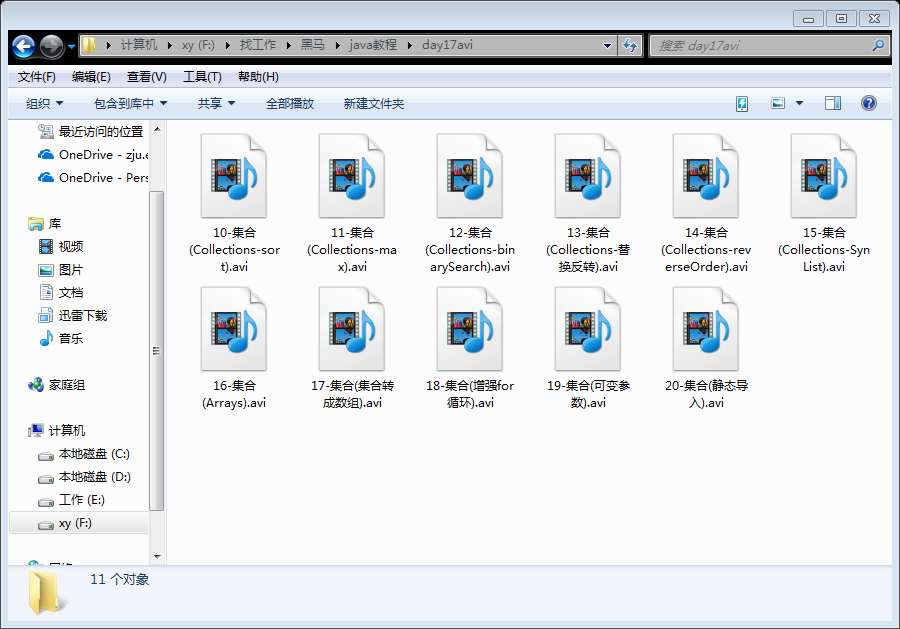 计算机 xy (F:) 找工作 黑马 java教程 day17avi
搜索 day17avi
文件(F) 编辑(E) 查看(V) 工具(T) 帮助(H)
组织 包含到库中 共享 全部播放 新建文件夹
最近访问的位置
OneDrive - zju.e
OneDrive - Pers
库
视频
图片
文档
迅雷下载
音乐
家庭组
计算机
本地磁盘 (C:)
本地磁盘 (D:)
工作 (E:)
xy (F:)
10-集合
(Collections-sor
t).avi
11-集合
(Collections-ma
x).avi
12-集合
(Collections-bin
arySearch).avi
13-集合
(Collections-替
换反转).avi
14-集合
(Collections-rev
erseOrder).avi
15-集合
(Collections-Syn
List).avi
16-集合
(Arrays).avi
17-集合(集合转
成数组).avi
18-集合(增强for
循环).avi
19-集合(可变参
数).avi
20-集合(静态导
入).avi
11 个对象